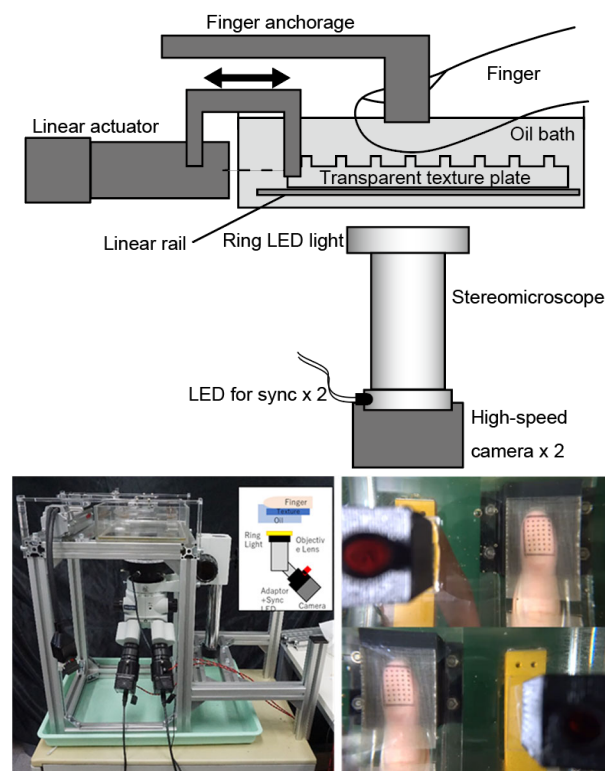 Finger anchorage
Finger
Linear actuator
Oil bath
Transparent texture plate
Linear rail
Ring LED light
Stereomicroscope
LED for sync x 2
High-speed
camera x 2
Finger
Texture
Oil
Ring
Light
Objectiv
e Lens
Adaptor
+Sync
LED
Camera